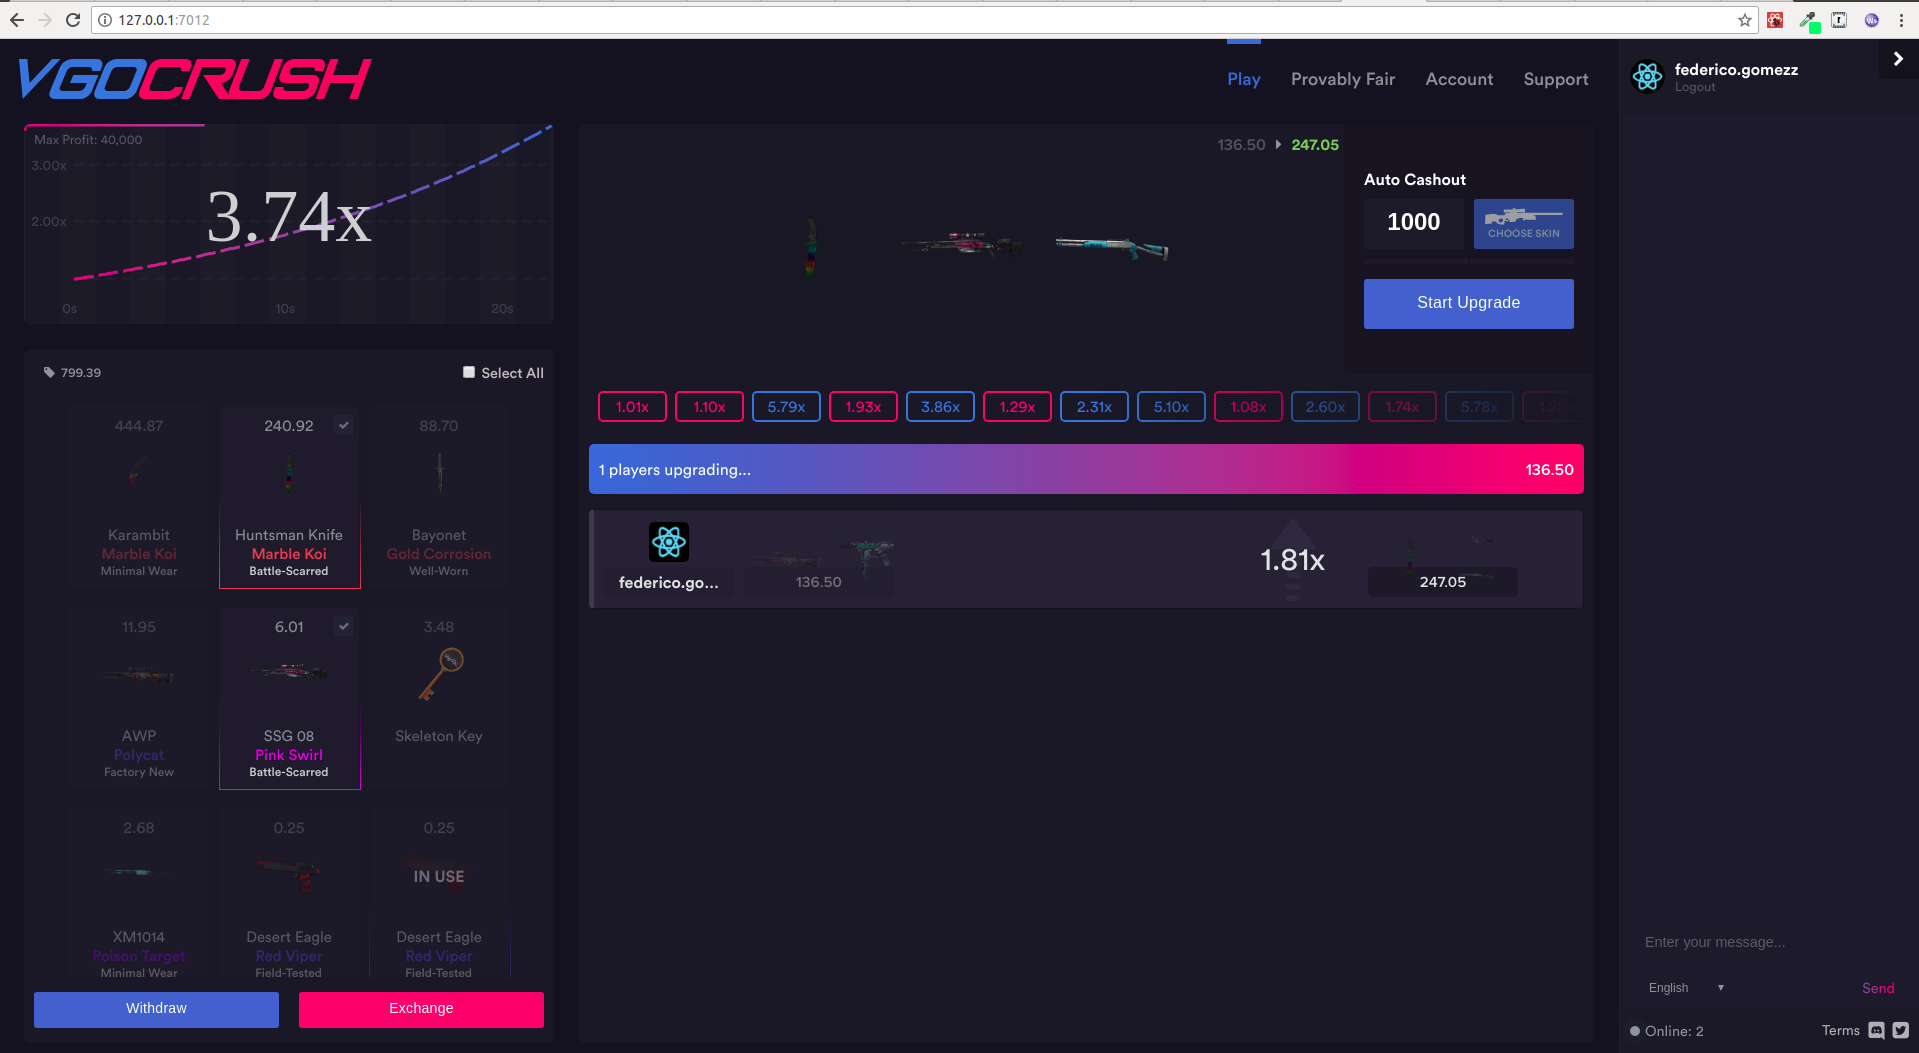 127.0.0.1:7012
VGOCRUSH
Play
Provably Fair
Account
Support
federico.gomezz
Logout
Max Profit: 40,000
3.00x
2.00x
3.74x
0s
10s
20s
136.50
247.05
Auto Cashout
1000
CHOOSE SKIN
Start Upgrade
799.39
Select All
444.87
Karambit
Marble Koi
Minimal Wear
240.92
Huntsman Knife
Marble Koi
Battle-Scarred
88.70
Bayonet
Gold Corrosion
Well-Worn
11.95
AWP
Polycat
Factory New
6.01
SSG 08
Pink Swirl
Battle-Scarred
3.48
Skeleton Key
2.68
XM1014
Poison Target
Minimal Wear
0.25
Desert Eagle
Red Viper
Field-Tested
0.25
IN USE
Desert Eagle
Red Viper
Field-Tested
Withdraw
Exchange
1.01x
1.10x
5.79x
1.93x
3.86x
1.29x
2.31x
5.10x
1.08x
2.60x
1.74x
5.78x
1 players upgrading...
136.50
federico.go...
136.50
1.81x
247.05
Enter your message...
English
Send
Online: 2
Terms